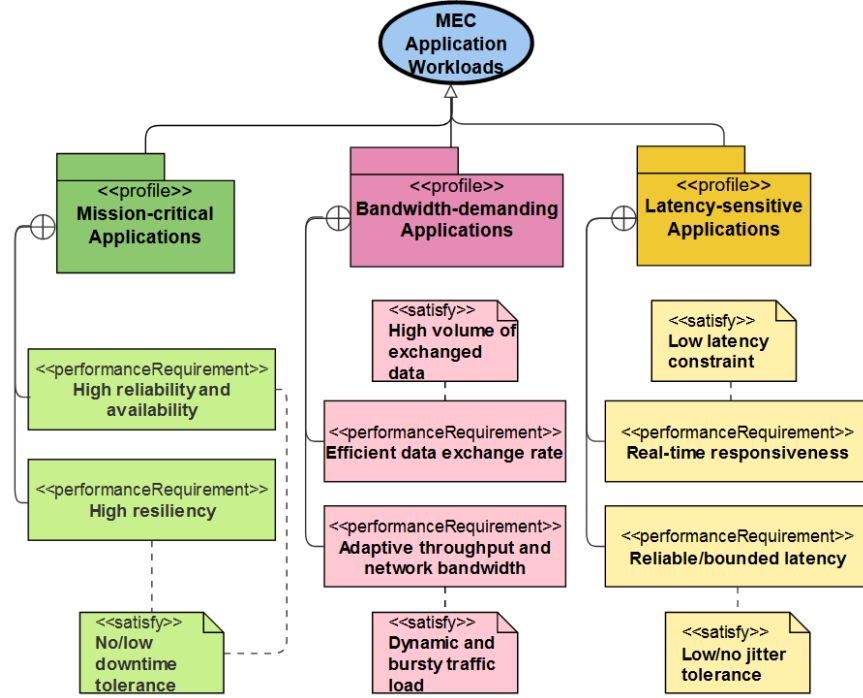 MEC
Application
Workloads
<<profile>>
Mission-critical
Applications
<<profile>>
Bandwidth-demanding
Applications
<<profile>>
Latency-sensitive
Applications
<<satisfy>>
High volume of
exchanged
data
<<satisfy>>
Low latency
constraint
<<performanceRequirement>>
High reliability and
availability
<<performanceRequirement>>
Efficient data exchange rate
<<performanceRequirement>>
Real-time responsiveness
<<performanceRequirement>>
High resiliency
<<performanceRequirement>>
Adaptive throughput and
network bandwidth
<<performanceRequirement>>
Reliable/bounded latency
<<satisfy>>
No/low
downtime
tolerance
<<satisfy>>
Dynamic and
bursty traffic
load
<<satisfy>>
Low/no jitter
tolerance